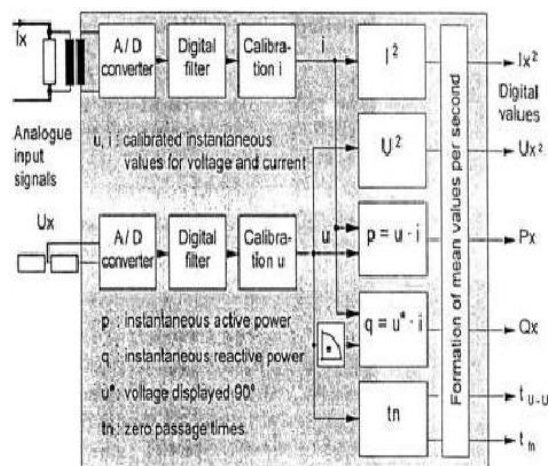 Ix
A/D converter
Digital filter
Calibra-
tion i
i
I²
Ix²
Digital values
Analogue input signals
u, i : calibrated instantaneous
values for voltage and current
U²
Ux²
Ux
A/D converter
Digital filter
Calibra-
tion u
u
p = u · i
Px
p : instantaneous active power
q : instantaneous reactive power
u* : voltage displayed 90°
tn : zero passage times
q = u* · i
Qx
tn
t U-U
t fn
Formation of mean values per second